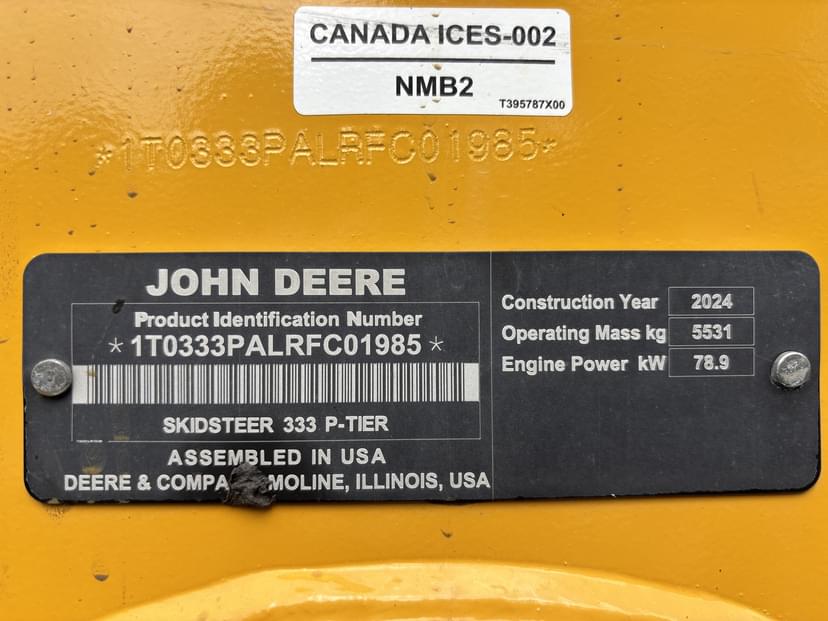 CANADA ICES-002
NMB2
T395787X00
*1T0333PALRFC01985*
JOHN DEERE
Product Identification Number
*1T0333PALRFC01985*
SKIDSTEER 333 P-TIER
ASSEMBLED IN USA
DEERE & COMPA MOLINE, ILLINOIS, USA
Construction Year 2024
Operating Mass kg 5531
Engine Power kW 78.9